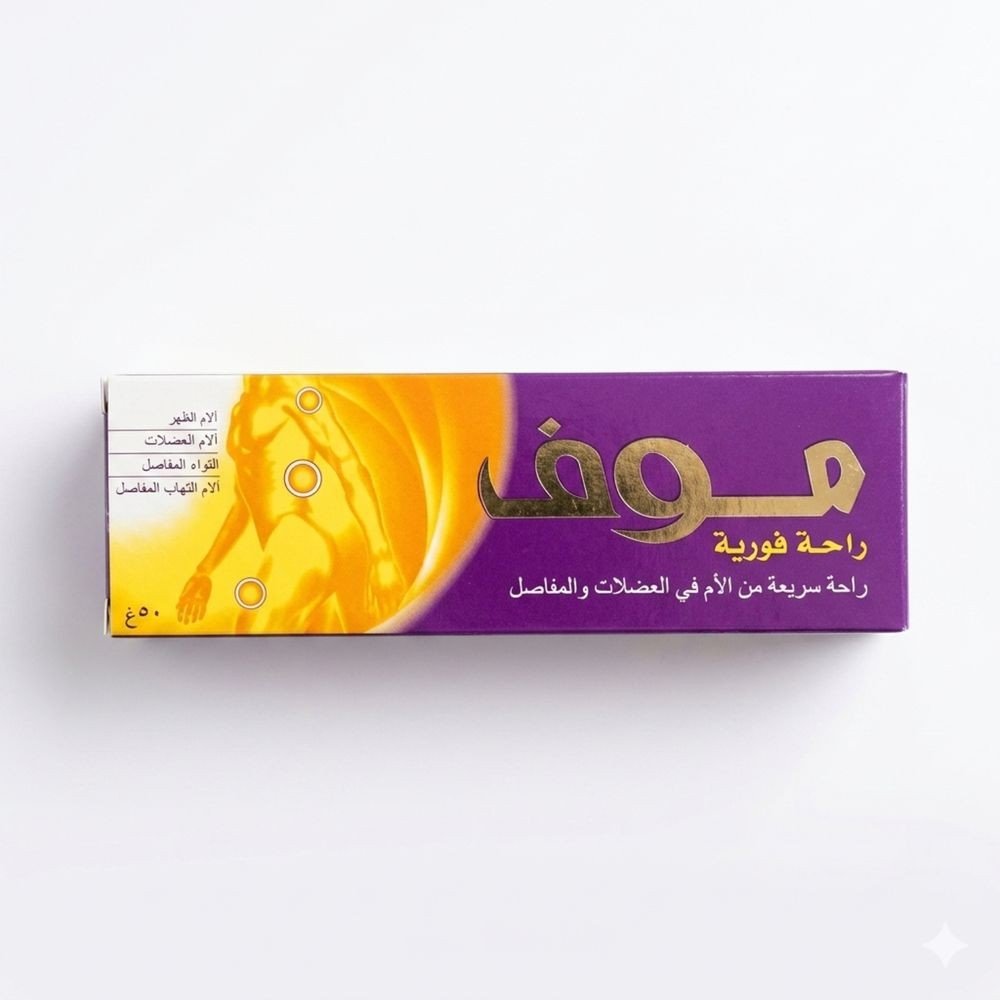 موف
راحة فورية
راحة سريعة من الأم في العضلات والمفاصل
آلام الظهر
آلام العضلات
التواه المفاصل
آلام التهاب المفاصل
٥٠غ